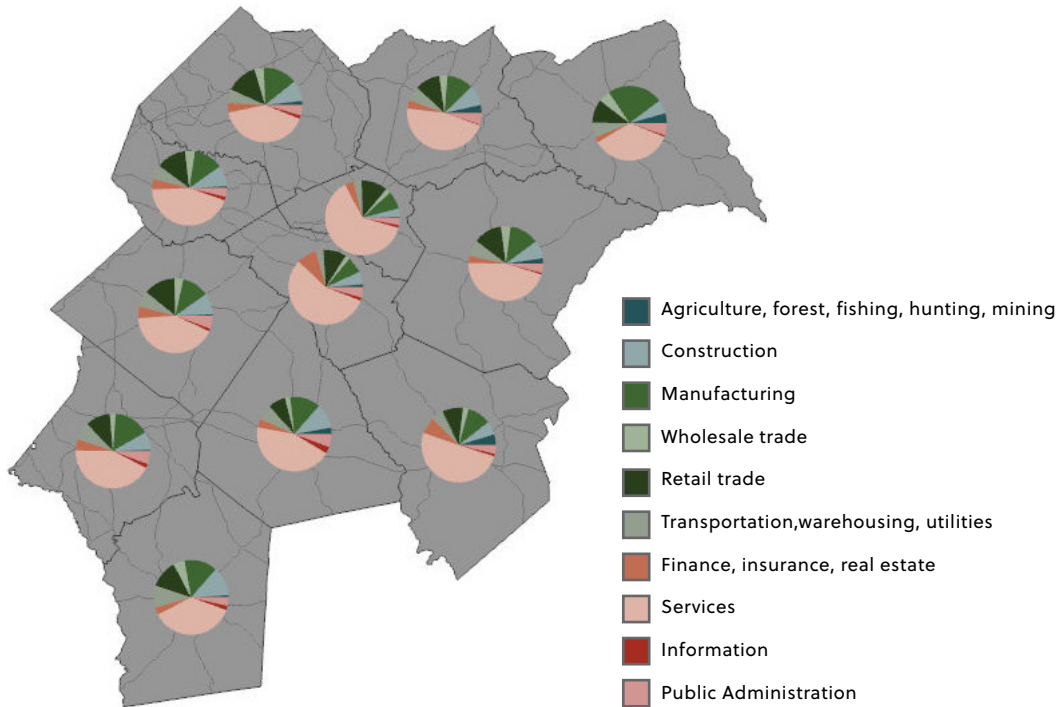 Agriculture, forest, fishing, hunting, mining
Construction
Manufacturing
Wholesale trade
Retail trade
Transportation,warehousing, utilities
Finance, insurance, real estate
Services
Information
Public Administration